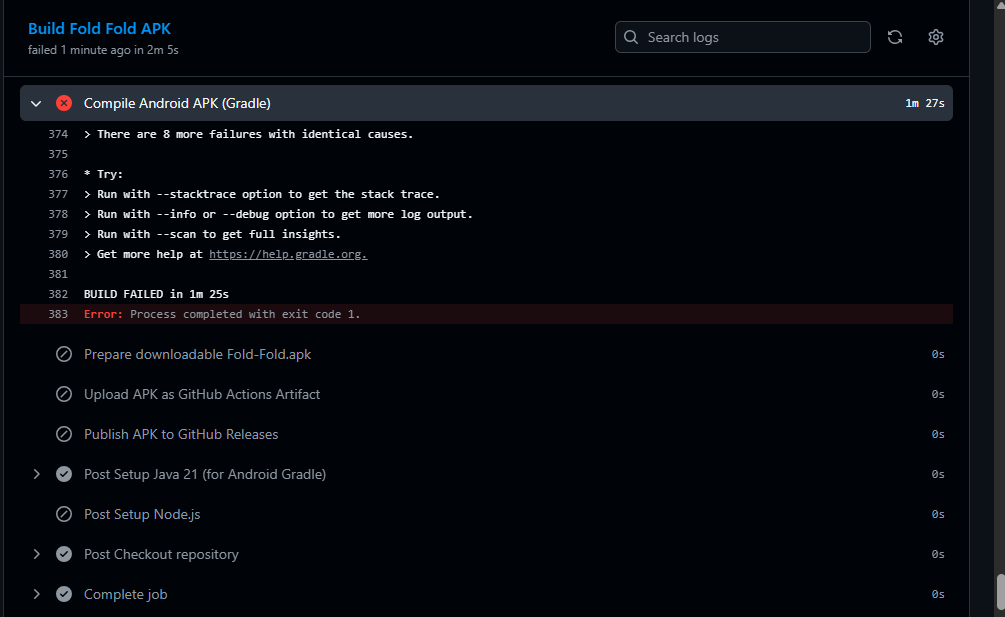 Build Fold Fold APK
failed 1 minute ago in 2m 5s
Search logs
Compile Android APK (Gradle) 1m 27s
374 > There are 8 more failures with identical causes.
375
376 * Try:
377 > Run with --stacktrace option to get the stack trace.
378 > Run with --info or --debug option to get more log output.
379 > Run with --scan to get full insights.
380 > Get more help at https://help.gradle.org.
381
382 BUILD FAILED in 1m 25s
383 Error: Process completed with exit code 1.
Prepare downloadable Fold-Fold.apk 0s
Upload APK as GitHub Actions Artifact 0s
Publish APK to GitHub Releases 0s
Post Setup Java 21 (for Android Gradle) 0s
Post Setup Node.js 0s
Post Checkout repository 0s
Complete job 0s